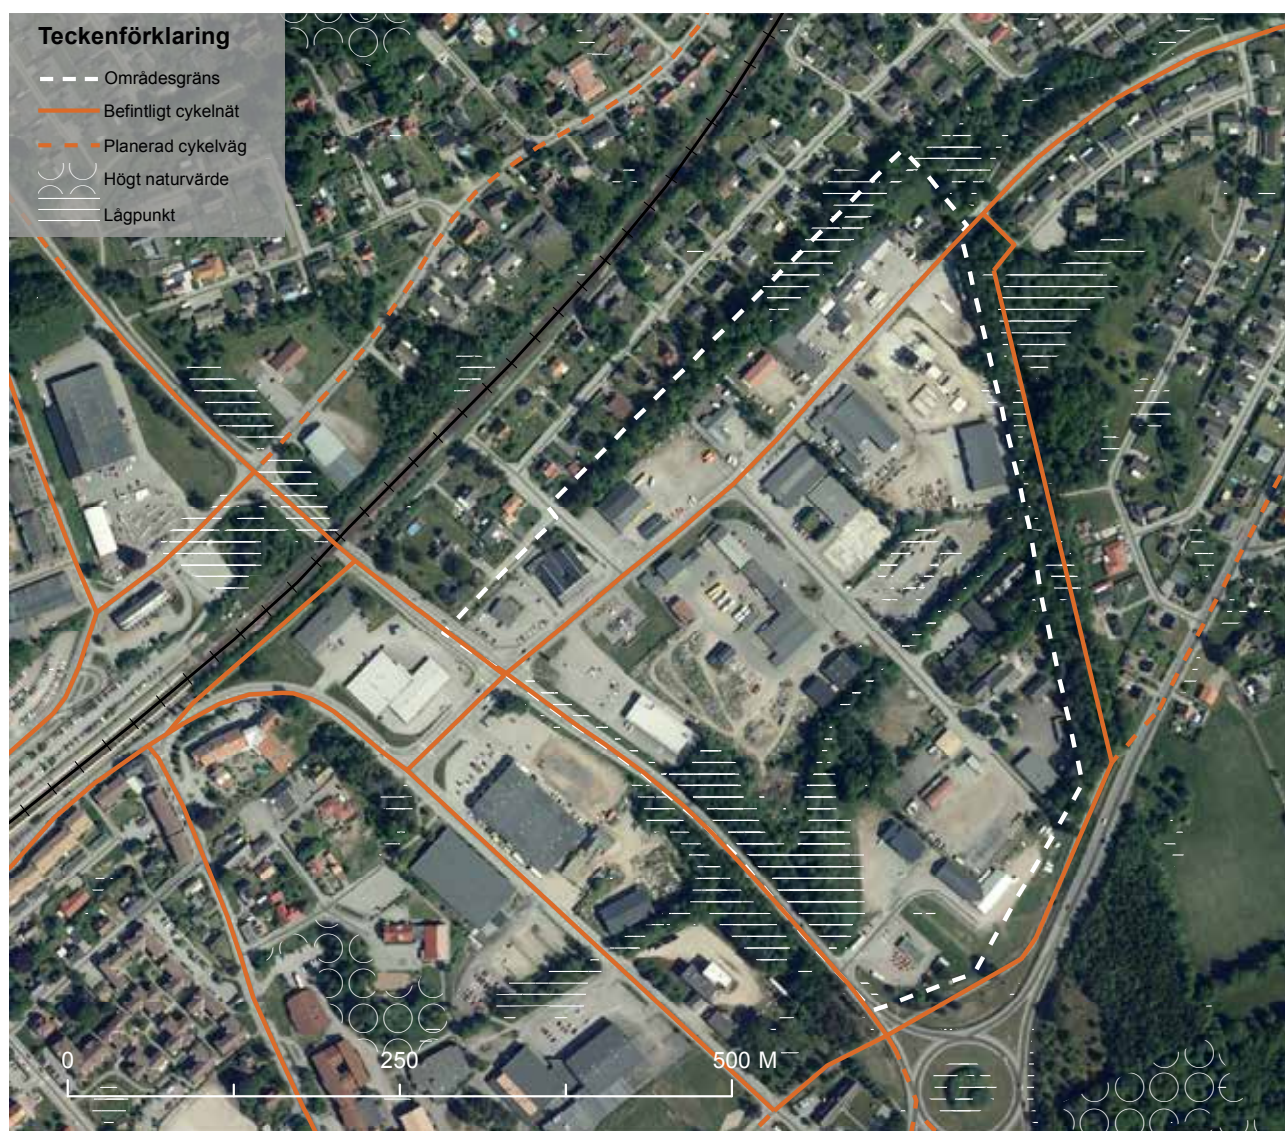 Teckenförklaring
Områdesgräns
Befintligt cykelnät
Planerad cykelväg
Högt naturvärde
Lågpunkt
0 250 500 M